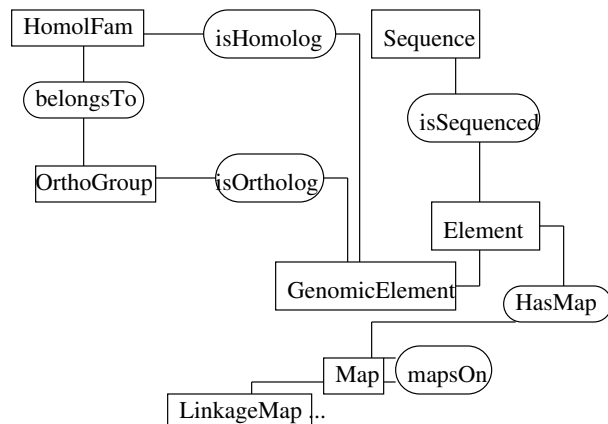 HomolFam
isHomolog
Sequence
belongsTo
isSequenced
OrthoGroup
isOrtholog
Element
GenomicElement
HasMap
Map
mapsOn
LinkageMap ...